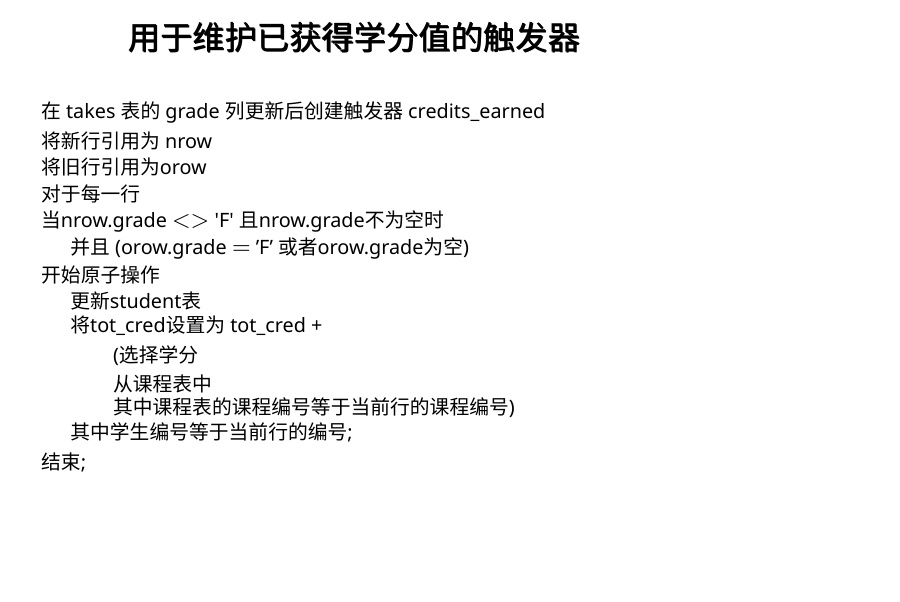 用于维护已获得学分值的触发器
在 takes 表的 grade 列更新后创建触发器 credits_earned
将新行引用为 nrow
将旧行引用为orow
对于每一行
当nrow.grade <> 'F' 且nrow.grade不为空时
并且 (orow.grade = ’F’ 或者orow.grade为空)
开始原子操作
更新student表
将tot_cred设置为 tot_cred +
(选择学分
从课程表中
其中课程表的课程编号等于当前行的课程编号)
其中学生编号等于当前行的编号;
结束;